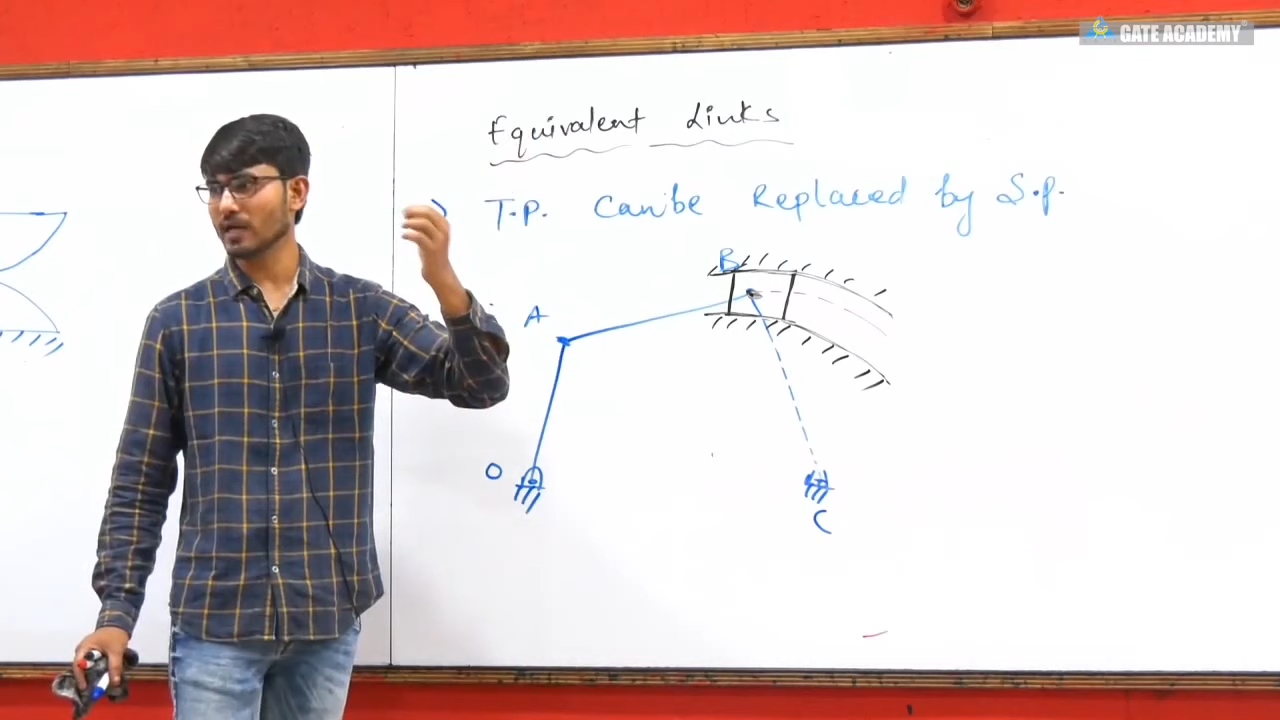 GATE ACADEMY
Equivalent Links
T.P. Can be Replaced by S.P.
B
A
O
C